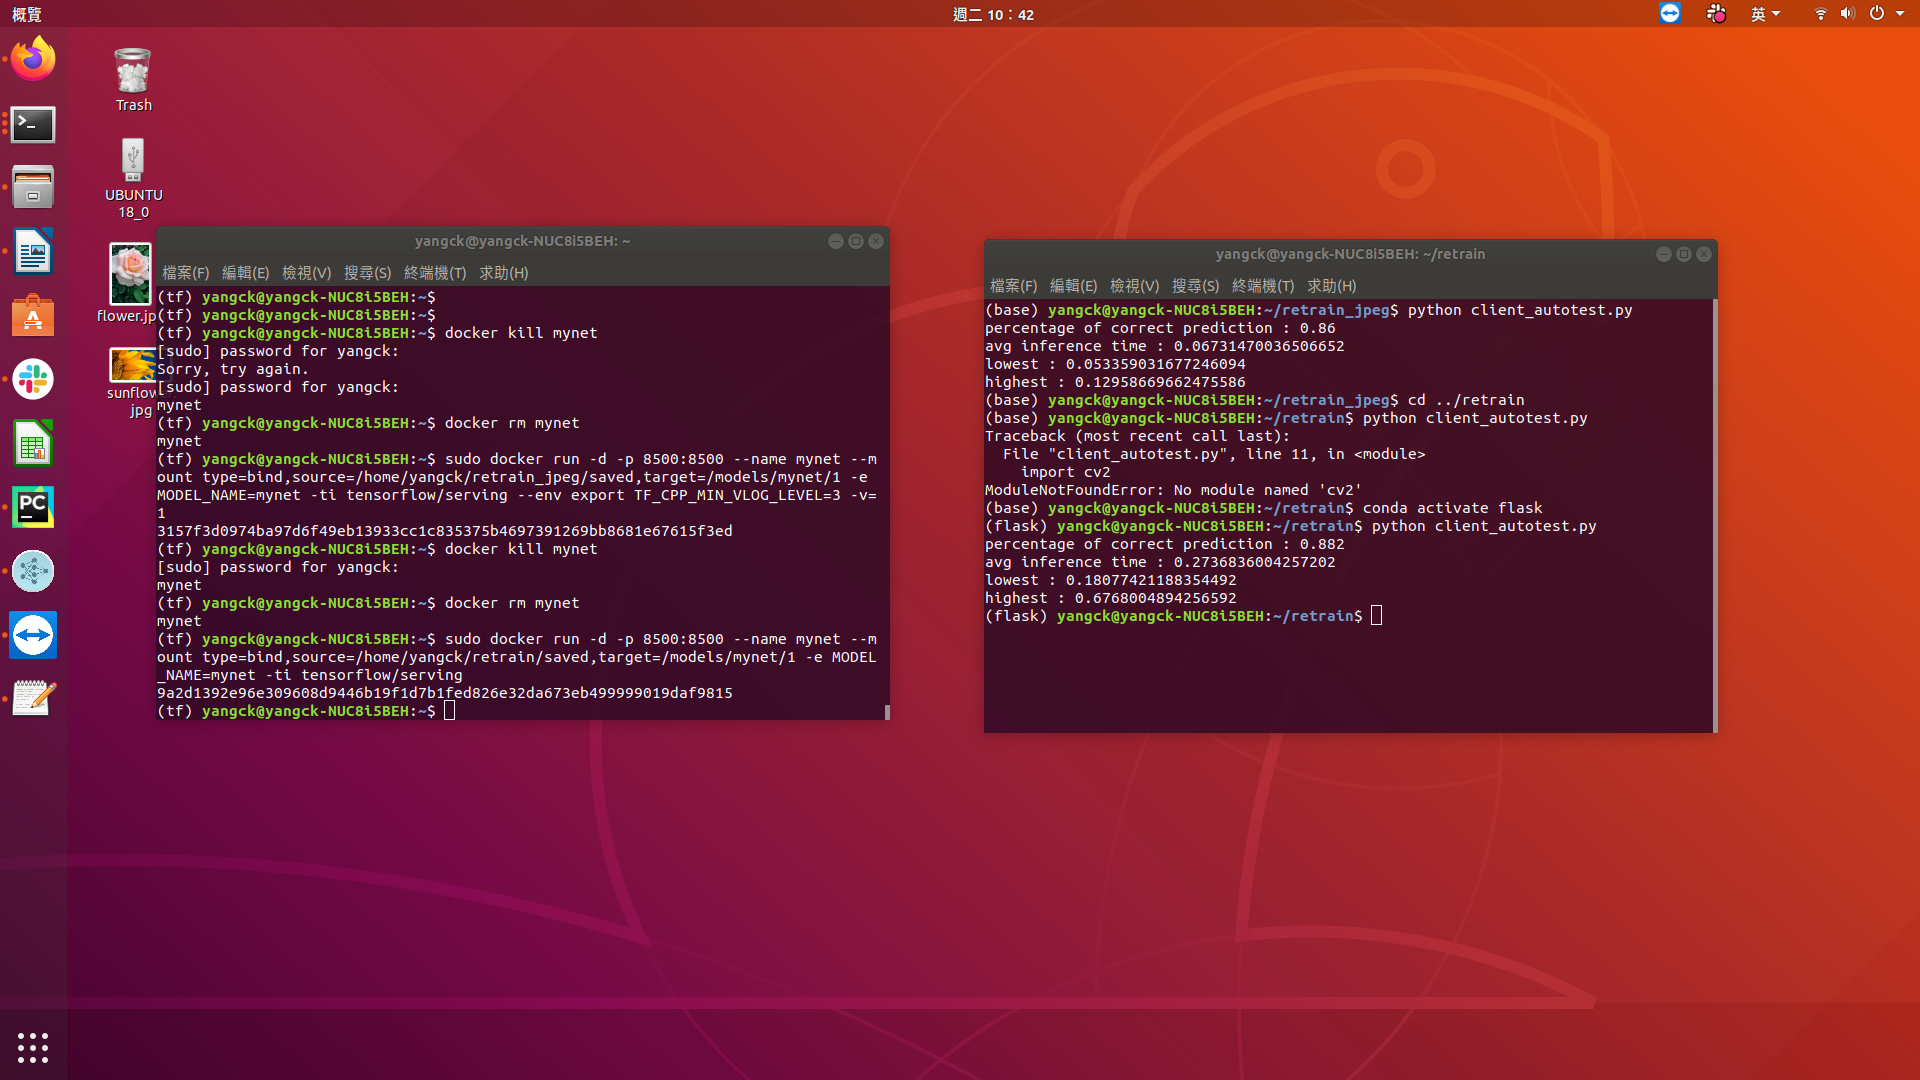 概覽
週二 10：42
英
Trash
UBUNTU
18_0
flower.jp
sunflow
jpg
yangck@yangck-NUC8i5BEH: ~
檔案(F) 編輯(E) 檢視(V) 搜尋(S) 終端機(T) 求助(H)
(tf) yangck@yangck-NUC8i5BEH:~$
(tf) yangck@yangck-NUC8i5BEH:~$
(tf) yangck@yangck-NUC8i5BEH:~$ docker kill mynet
[sudo] password for yangck:
Sorry, try again.
[sudo] password for yangck:
mynet
(tf) yangck@yangck-NUC8i5BEH:~$ docker rm mynet
mynet
(tf) yangck@yangck-NUC8i5BEH:~$ sudo docker run -d -p 8500:8500 --name mynet --m
ount type=bind,source=/home/yangck/retrain_jpeg/saved,target=/models/mynet/1 -e
MODEL_NAME=mynet -ti tensorflow/serving --env export TF_CPP_MIN_VLOG_LEVEL=3 -v=
1
3157f3d0974ba97d6f49eb13933cc1c835375b4697391269bb8681e67615f3ed
(tf) yangck@yangck-NUC8i5BEH:~$ docker kill mynet
[sudo] password for yangck:
mynet
(tf) yangck@yangck-NUC8i5BEH:~$ docker rm mynet
mynet
(tf) yangck@yangck-NUC8i5BEH:~$ sudo docker run -d -p 8500:8500 --name mynet --m
ount type=bind,source=/home/yangck/retrain/saved,target=/models/mynet/1 -e MODEL
_NAME=mynet -ti tensorflow/serving
9a2d1392e96e309608d9446b19f1d7b1fed826e32da673eb499999019daf9815
(tf) yangck@yangck-NUC8i5BEH:~$
yangck@yangck-NUC8i5BEH: ~/retrain
檔案(F) 編輯(E) 檢視(V) 搜尋(S) 終端機(T) 求助(H)
(base) yangck@yangck-NUC8i5BEH:~/retrain_jpeg$ python client_autotest.py
percentage of correct prediction : 0.86
avg inference time : 0.06731470036506652
lowest : 0.053359031677246094
highest : 0.12958669662475586
(base) yangck@yangck-NUC8i5BEH:~/retrain_jpeg$ cd ../retrain
(base) yangck@yangck-NUC8i5BEH:~/retrain$ python client_autotest.py
Traceback (most recent call last):
  File "client_autotest.py", line 11, in <module>
    import cv2
ModuleNotFoundError: No module named 'cv2'
(base) yangck@yangck-NUC8i5BEH:~/retrain$ conda activate flask
(flask) yangck@yangck-NUC8i5BEH:~/retrain$ python client_autotest.py
percentage of correct prediction : 0.882
avg inference time : 0.2736836004257202
lowest : 0.18077421188354492
highest : 0.6768004894256592
(flask) yangck@yangck-NUC8i5BEH:~/retrain$
PC